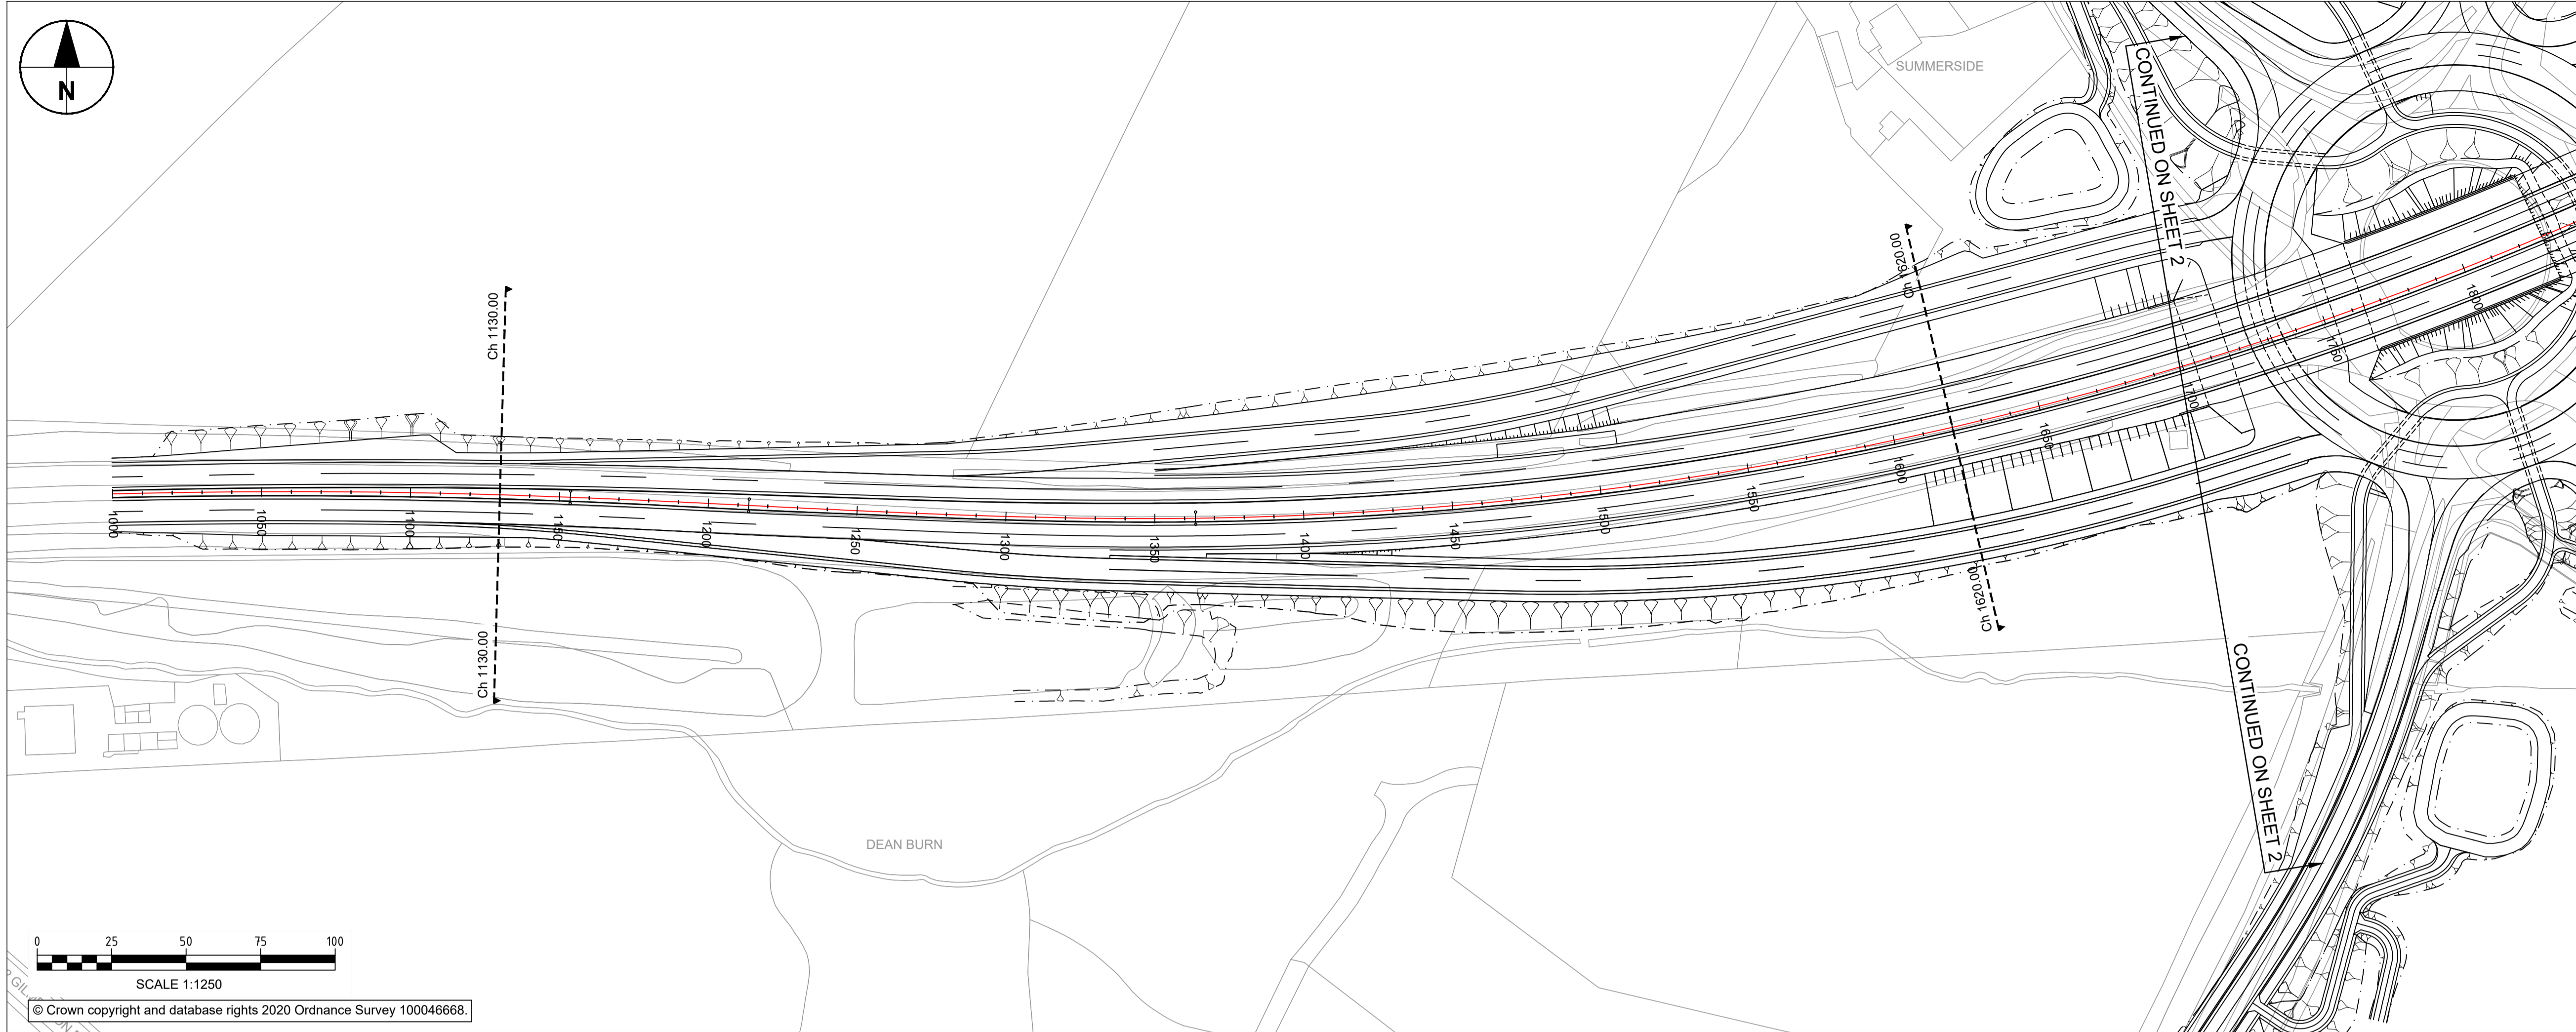 N
SUMMERSIDE
CONTINUED ON SHEET 2
Ch 1130.00
Ch 1620.00
1000
1050
1100
1150
1200
1250
1300
1350
1400
1450
1500
1550
1600
1650
1700
1750
1800
Ch 1130.00
Ch 1620.00
CONTINUED ON SHEET 2
DEAN BURN
0 25 50 75 100
SCALE 1:1250
© Crown copyright and database rights 2020 Ordnance Survey 100046668.